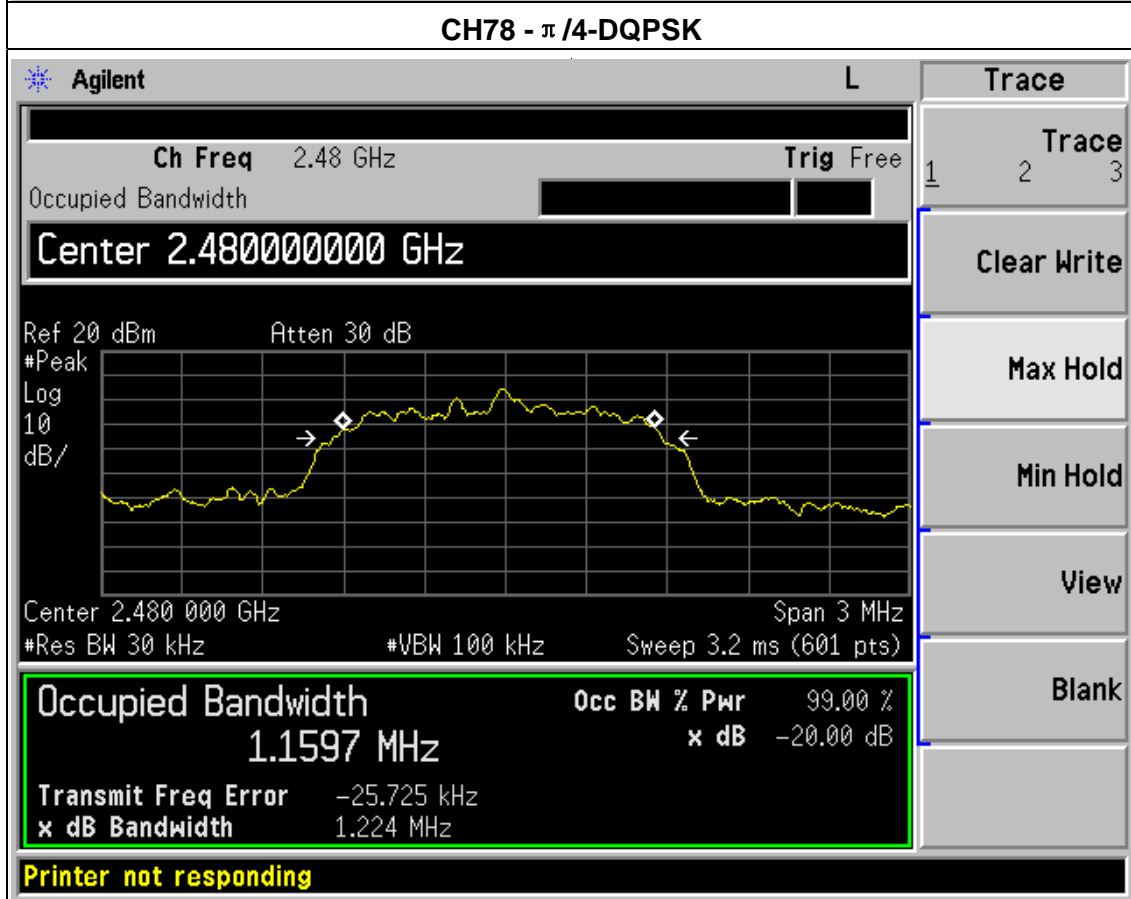 CH78 - π/4-DQPSK
Agilent L Trace
Ch Freq 2.48 GHz Trig Free
Occupied Bandwidth
Center 2.480000000 GHz
Ref 20 dBm Atten 30 dB
#Peak
Log
10
dB/
Center 2.480 000 GHz Span 3 MHz
#Res BW 30 kHz #VBW 100 kHz Sweep 3.2 ms (601 pts)
Occupied Bandwidth Occ BW % Pwr 99.00 %
1.1597 MHz x dB -20.00 dB
Transmit Freq Error -25.725 kHz
x dB Bandwidth 1.224 MHz
Printer not responding
Trace
1 2 3
Clear Write
Max Hold
Min Hold
View
Blank